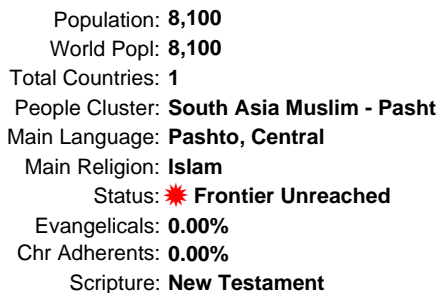 Population: 8,100
World Popl: 8,100
Total Countries: 1
People Cluster: South Asia Muslim - Pasht
Main Language: Pashto, Central
Main Religion: Islam
Status: Frontier Unreached
Evangelicals: 0.00%
Chr Adherents: 0.00%
Scripture: New Testament